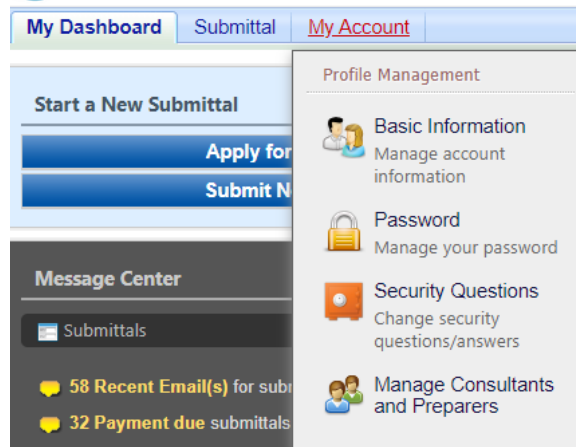 My Dashboard Submittal My Account
Profile Management
Start a New Submittal
Apply for
Submit
Basic Information
Manage account
information
Password
Manage your password
Security Questions
Change security
questions/answers
Manage Consultants
and Preparers
Message Center
Submittals
58 Recent Email(s) for
32 Payment due submittals